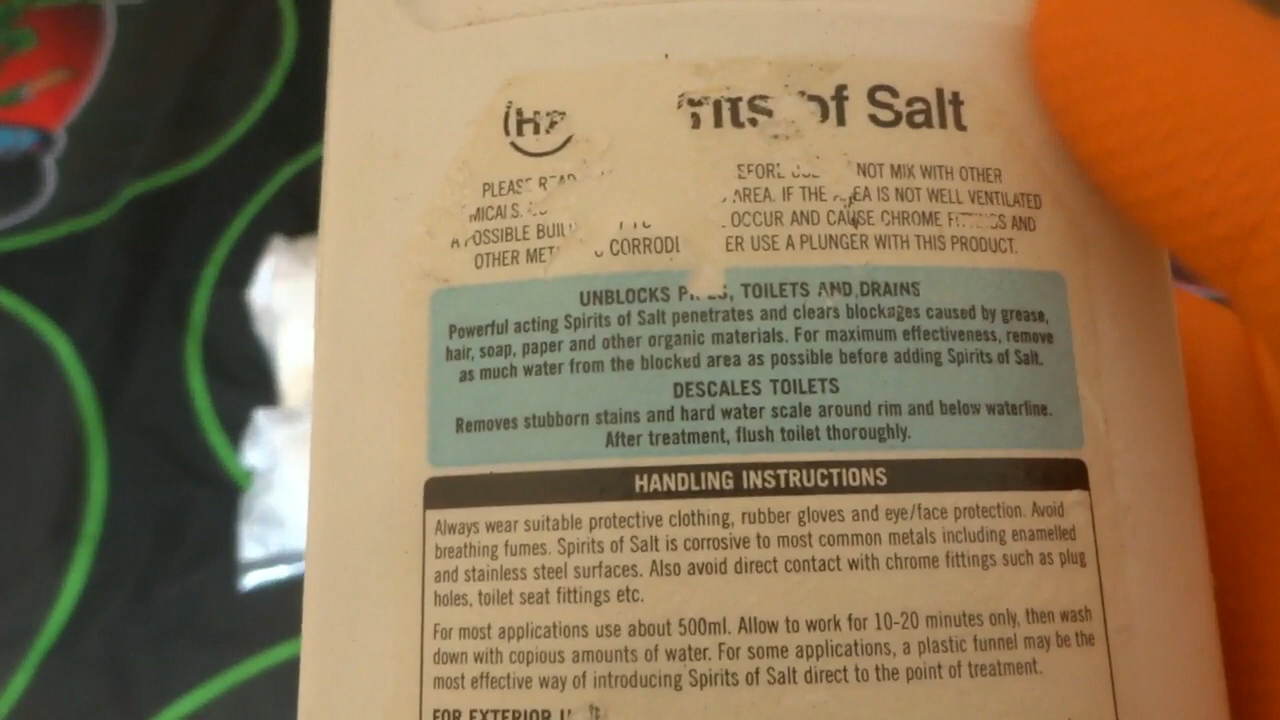 of Salt
PLEASE NOT MIX WITH OTHER
AREA. IF THE IS NOT WELL VENTILATED
A POSSIBLE OCCUR AND CAUSE CHROME AND
OTHER USE A PLUNGER WITH THIS PRODUCT.
UNBLOCKS TOILETS AND DRAINS
Powerful acting Spirits of Salt penetrates and clears blockages caused by grease,
hair, soap, paper and other organic materials. For maximum effectiveness, remove
as much water from the blocked area as possible before adding Spirits of Salt.
DESCALES TOILETS
Removes stubborn stains and hard water scale around rim and below waterline.
After treatment, flush toilet thoroughly.
HANDLING INSTRUCTIONS
Always wear suitable protective clothing, rubber gloves and eye/face protection. Avoid
breathing fumes. Spirits of Salt is corrosive to most common metals including enamelled
and stainless steel surfaces. Also avoid direct contact with chrome fittings such as plug
holes, toilet seat fittings etc.
For most applications use about 500ml. Allow to work for 10-20 minutes only, then wash
down with copious amounts of water. For some applications, a plastic funnel may be the
most effective way of introducing Spirits of Salt direct to the point of treatment.
FOR EXTERIOR